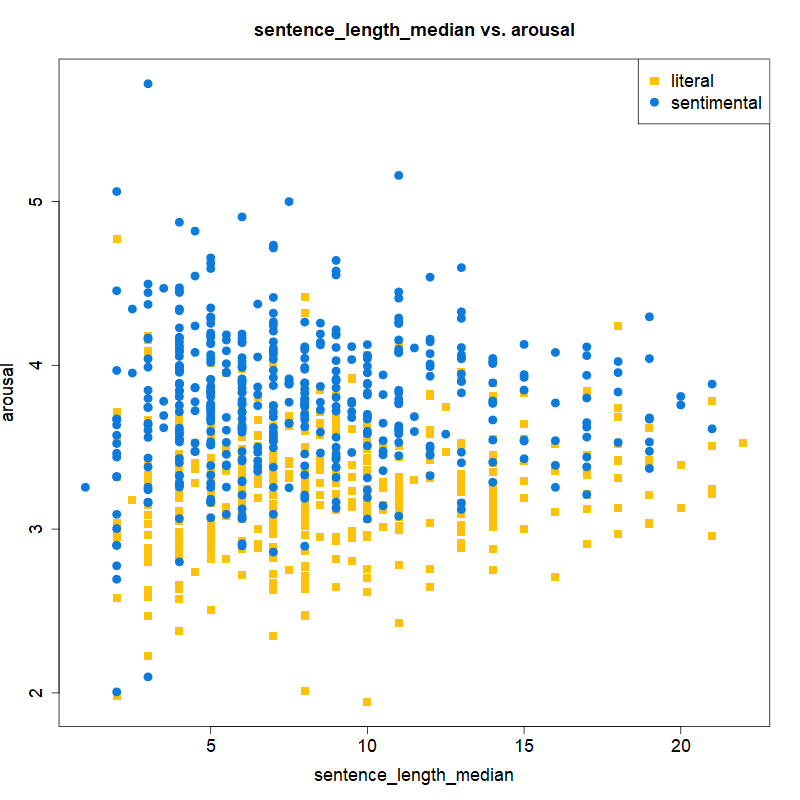 sentence_length_median vs. arousal
literal
sentimental
5
4
3
2
arousal
5
10
15
20
sentence_length_median